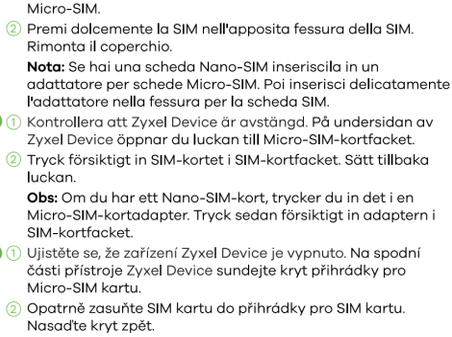 Micro-SIM.
② Premi dolcemente la SIM nell'apposita fessura della SIM.
Rimonta il coperchio.
Nota: Se hai una scheda Nano-SIM inseriscila in un
adattatore per schede Micro-SIM. Poi inserisci delicatamente
l'adattatore nella fessura per la scheda SIM.
① Kontrollera att Zyxel Device är avstängd. På undersidan av
Zyxel Device öppnar du luckan till Micro-SIM-kortfacket.
② Tryck försiktigt in SIM-kortet i SIM-kortfacket. Sätt tillbaka
luckan.
Obs: Om du har ett Nano-SIM-kort, trycker du in det i en
Micro-SIM-kortadapter. Tryck sedan försiktigt in adaptern i
SIM-kortfacket.
① Ujistěte se, že zařízení Zyxel Device je vypnuto. Na spodní
části přístroje Zyxel Device sundejte kryt přihrádky pro
Micro-SIM kartu.
② Opatrně zasuňte SIM kartu do přihrádky pro SIM kartu.
Nasaďte kryt zpět.